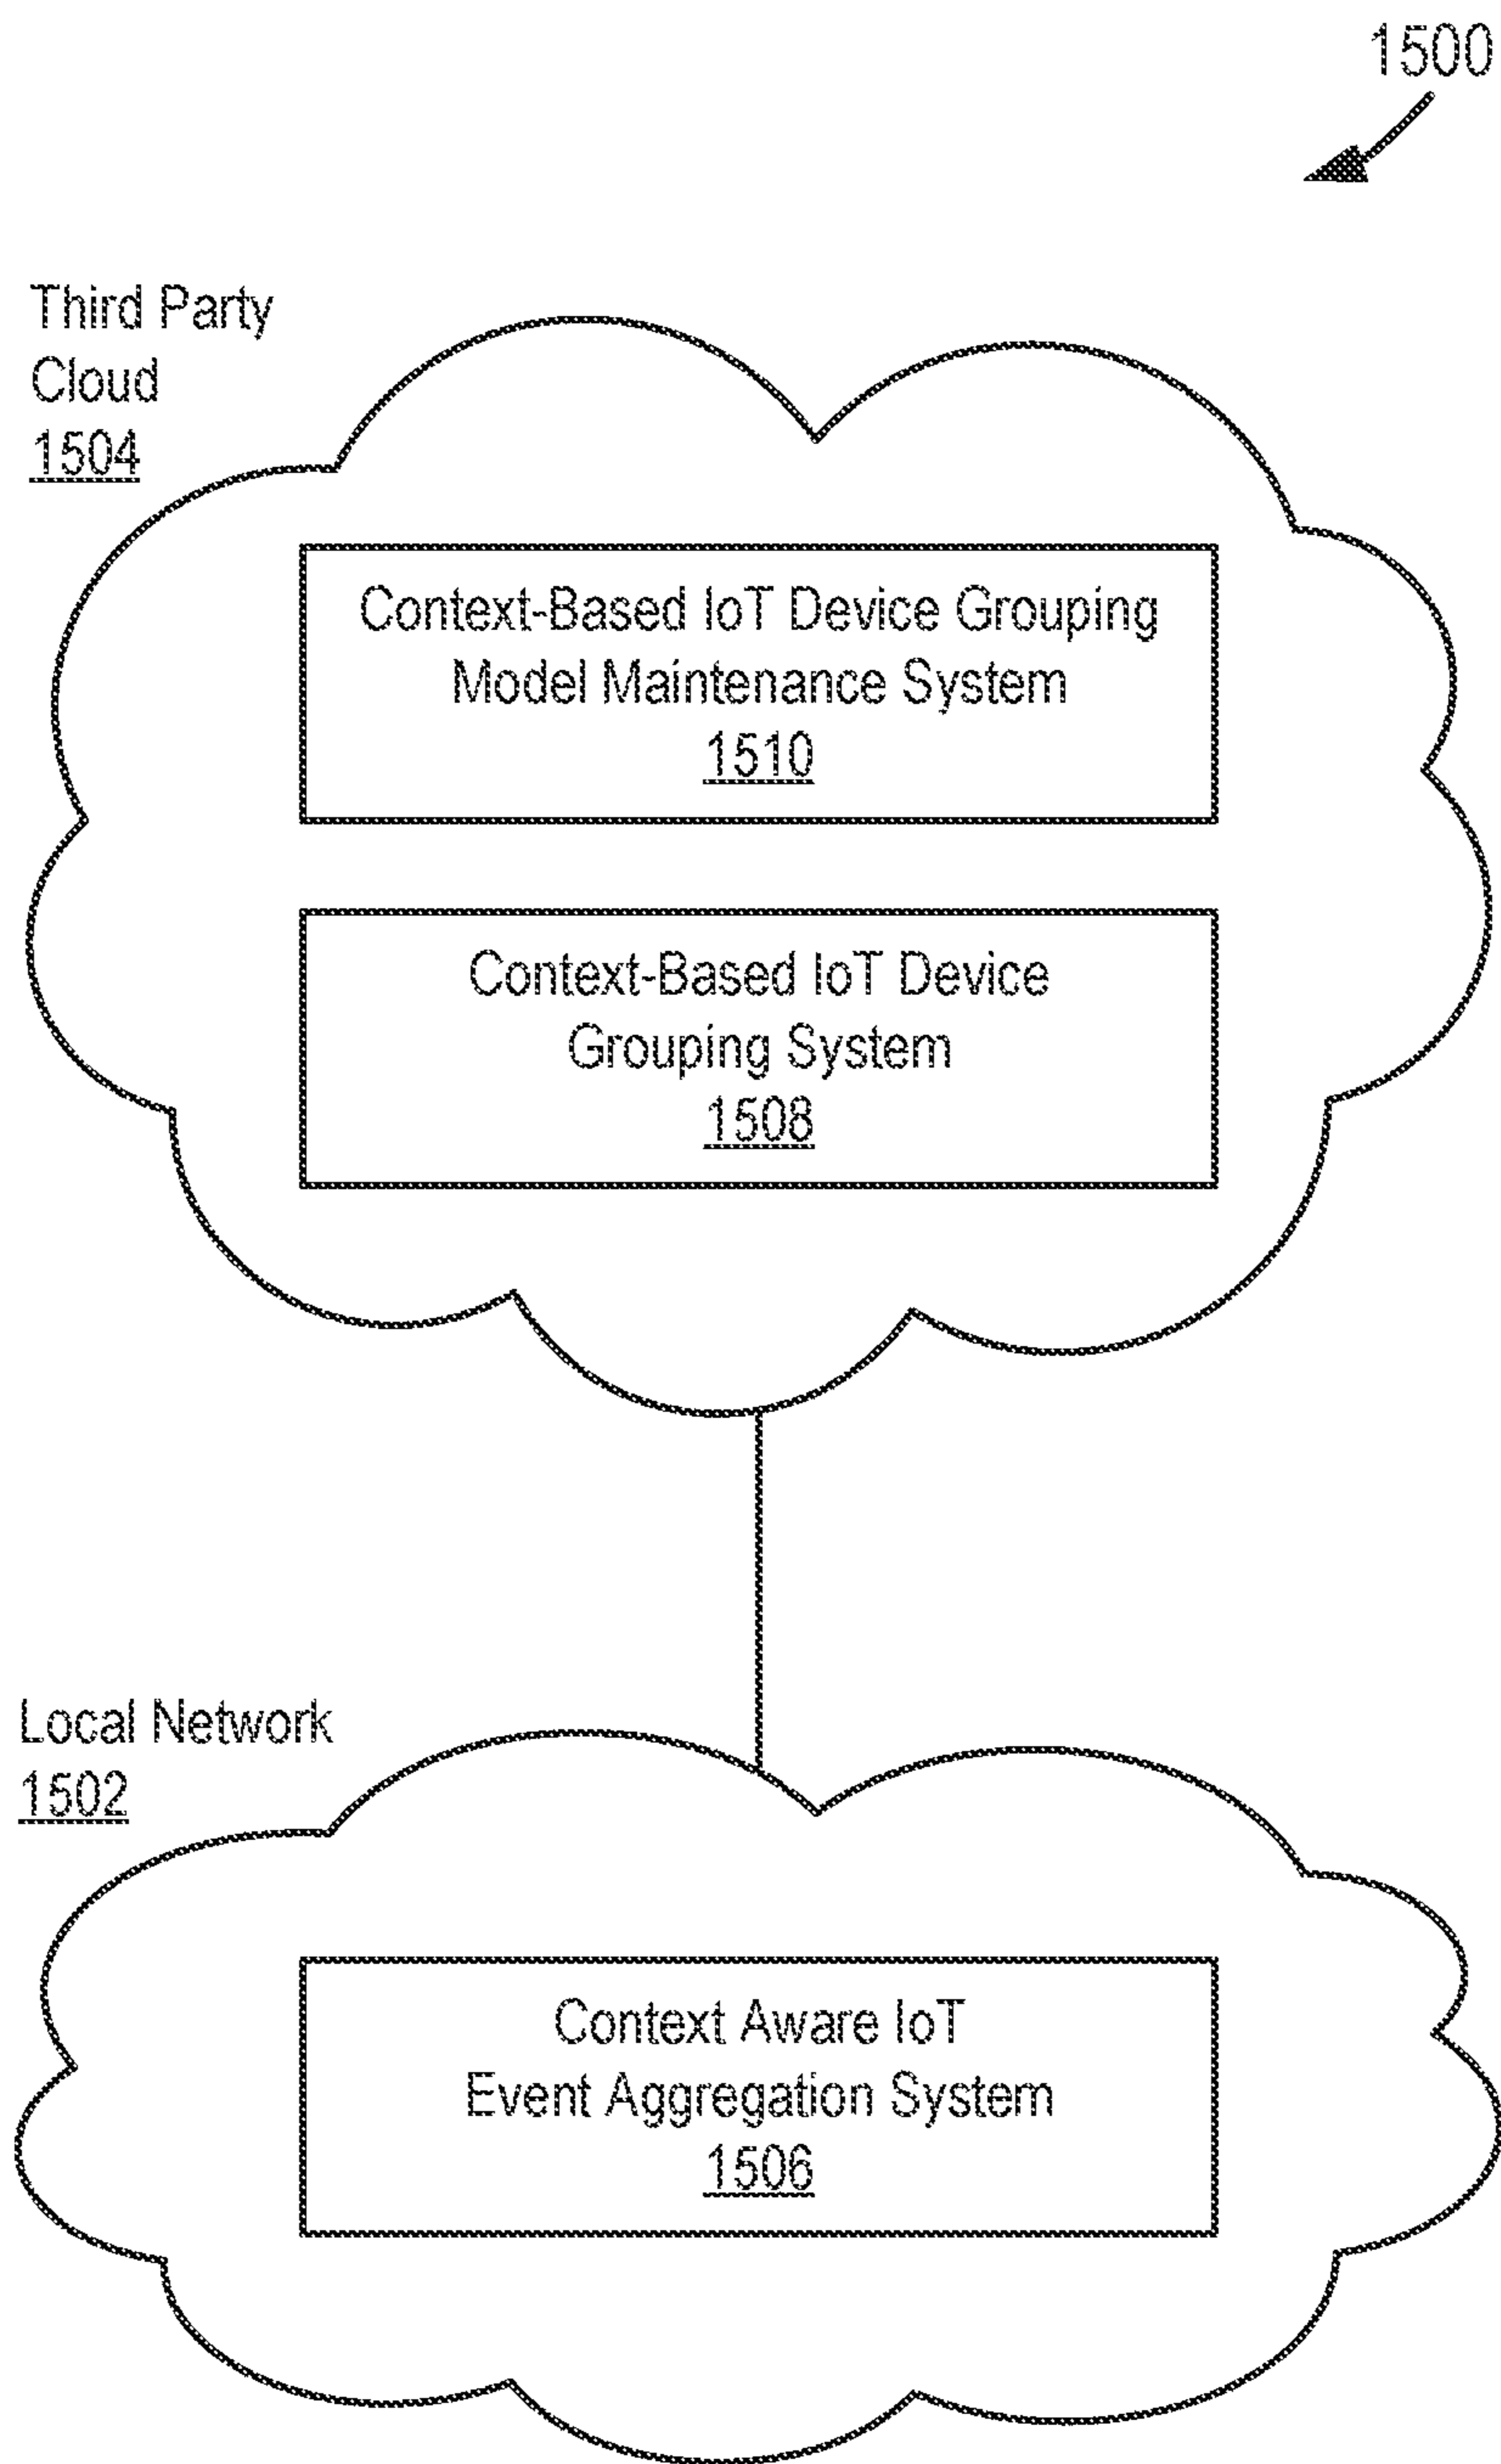 1500
Third Party
Cloud
1504
Context-Based IoT Device Grouping
Model Maintenance System
1510
Context-Based IoT Device
Grouping System
1508
Local Network
1502
Context Aware IoT
Event Aggregation System
1506